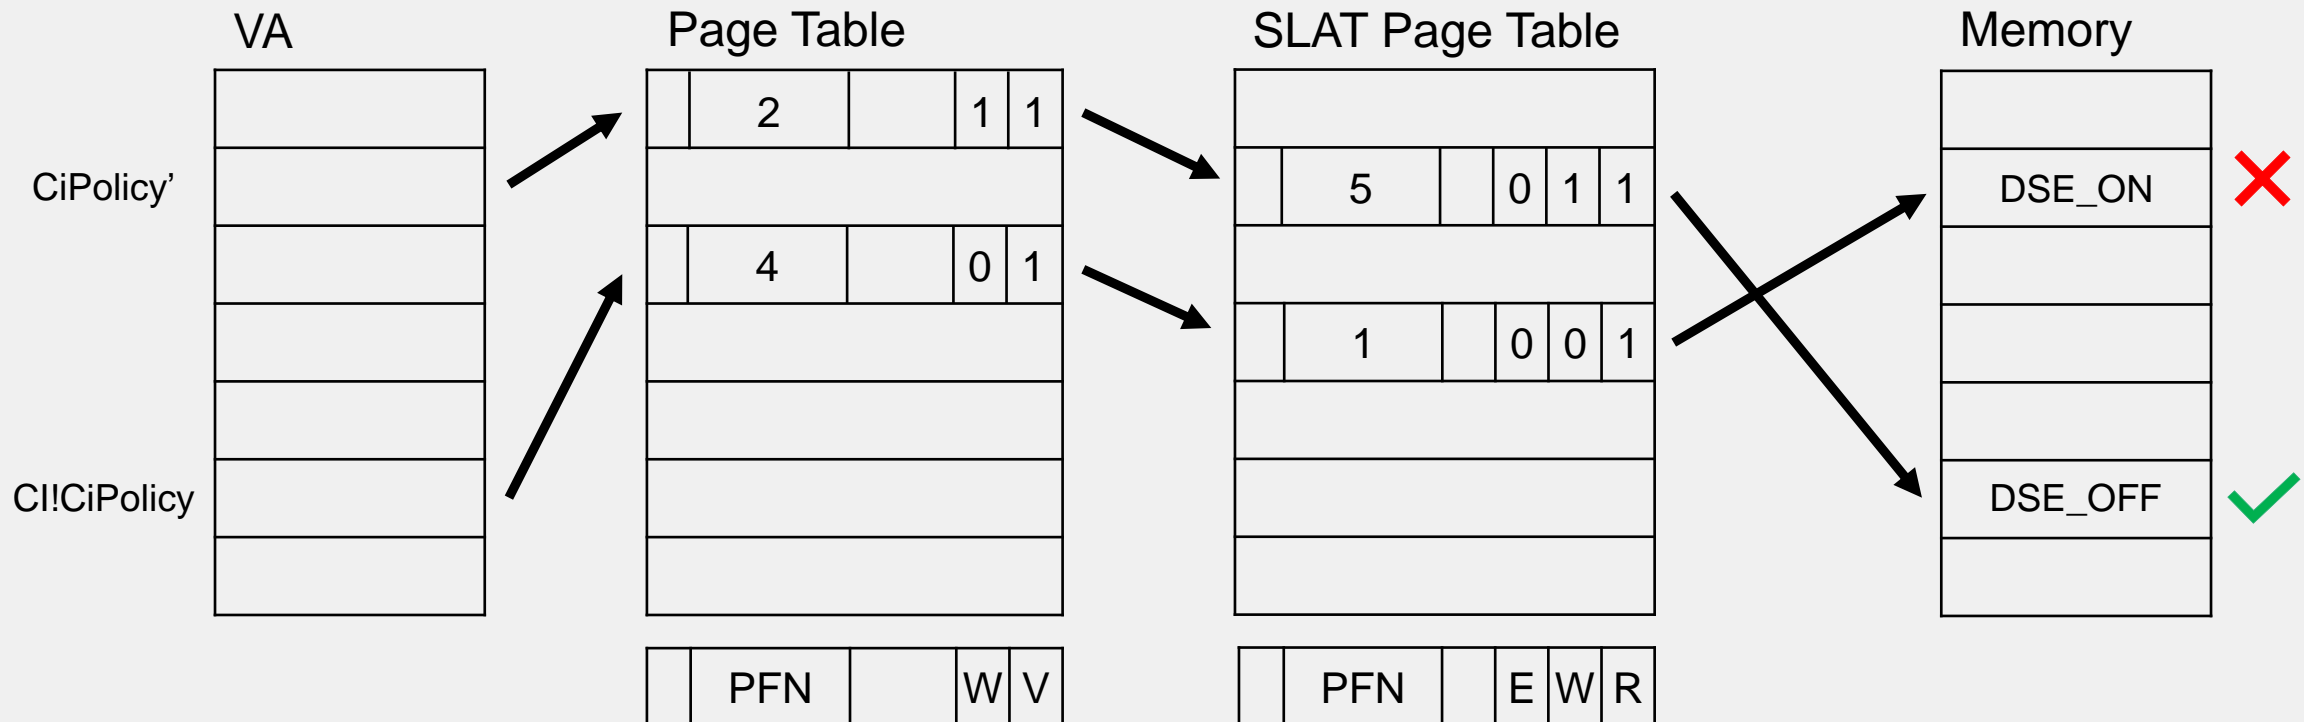 VA
Page Table
SLAT Page Table
Memory
2 1 1
CiPolicy’
5 0 1 1
DSE_ON
4 0 1
1 0 0 1
CI!CiPolicy
DSE_OFF
PFN W V
PFN E W R